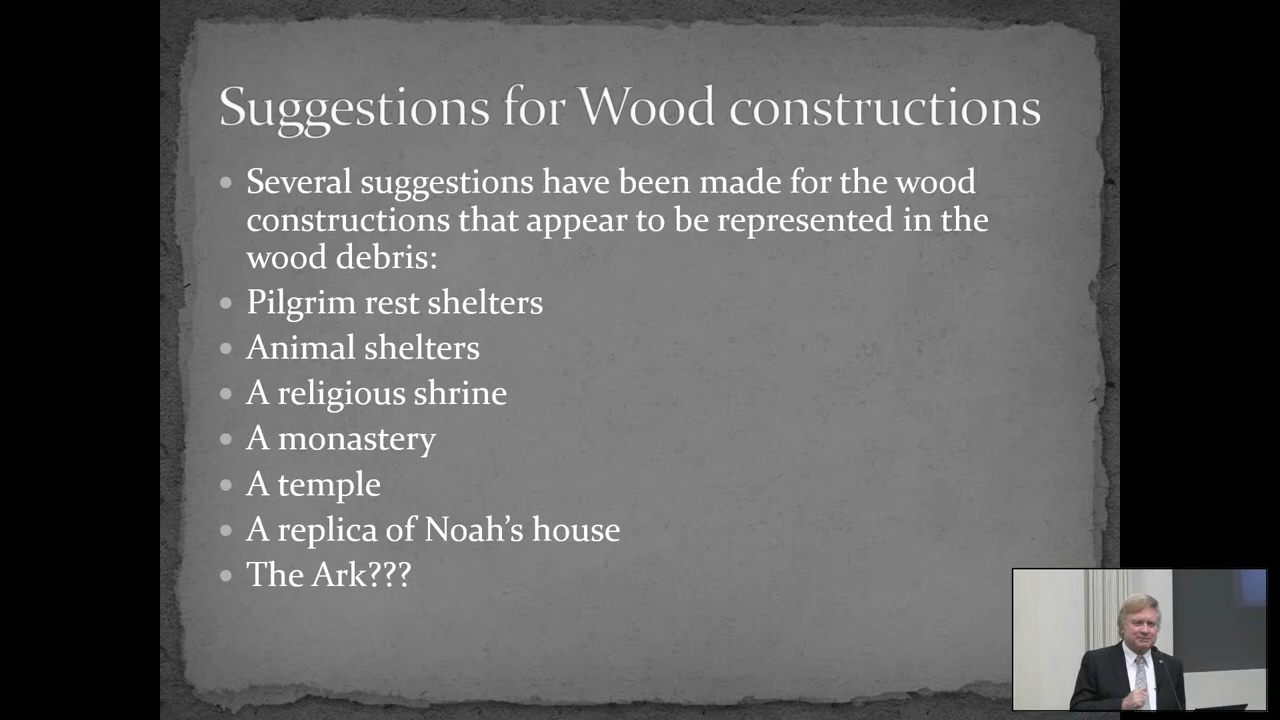 Suggestions for Wood constructions
Several suggestions have been made for the wood
constructions that appear to be represented in the
wood debris:
Pilgrim rest shelters
Animal shelters
A religious shrine
A monastery
A temple
A replica of Noah’s house
The Ark???